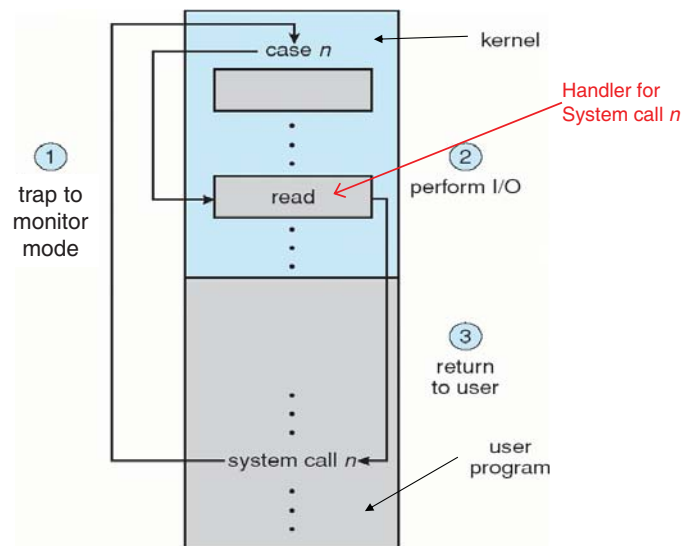 case n
kernel
Handler for
System call n
1
trap to
monitor
mode
2
perform I/O
read
3
return
to user
system call n
user
program